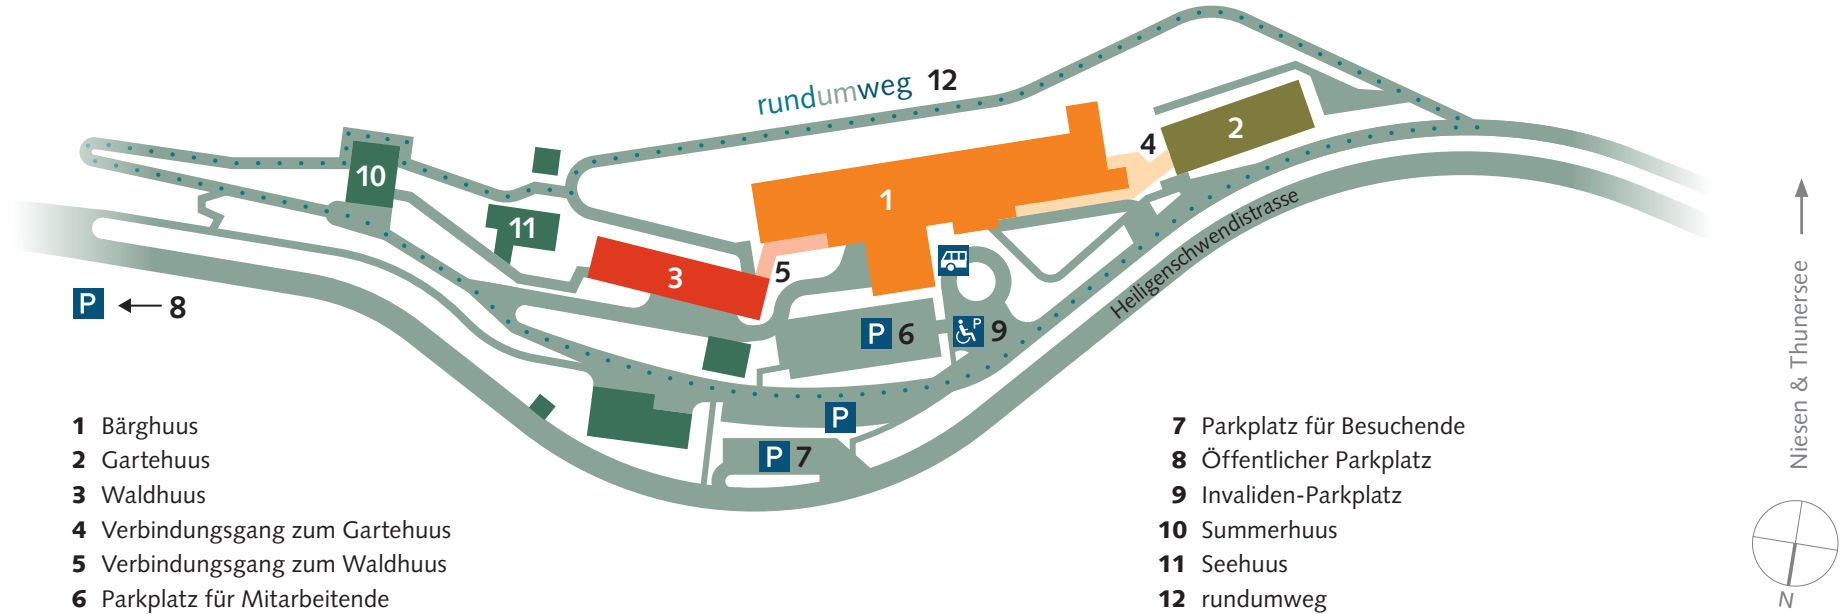 rundumweg 12
4
2
10
1
11
3
5
Heiligenschwendistrasse
P 8
P 6
P 9
P
P 7
Niesen & Thunersee
N
1 Bärghuus
2 Gartehuus
3 Waldhuus
4 Verbindungsgang zum Gartehuus
5 Verbindungsgang zum Waldhuus
6 Parkplatz für Mitarbeitende
7 Parkplatz für Besuchende
8 Öffentlicher Parkplatz
9 Invaliden-Parkplatz
10 Summerhuus
11 Seehuus
12 rundumweg